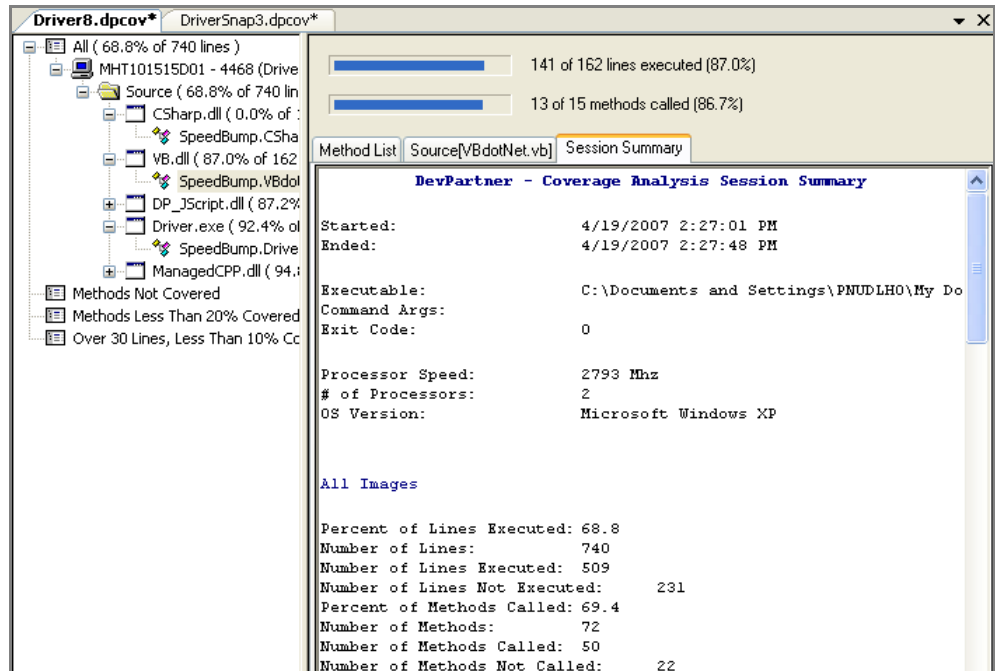 Driver8.dpcov* DriverSnap3.dpcov*
All ( 68.8% of 740 lines )
MHT101515D01 - 4468 (Drive
Source ( 68.8% of 740 lin
CSharp.dll ( 0.0% of
SpeedBump.CSha
VB.dll ( 87.0% of 162
SpeedBump.VBdo
DP_JScript.dll ( 87.2%
Driver.exe ( 92.4% o
SpeedBump.Drive
ManagedCPP.dll ( 94.
Methods Not Covered
Methods Less Than 20% Covered
Over 30 Lines, Less Than 10% Co
141 of 162 lines executed (87.0%)
13 of 15 methods called (86.7%)
Method List Source[VBdotNet.vb] Session Summary
DevPartner - Coverage Analysis Session Summary
Started: 4/19/2007 2:27:01 PM
Ended: 4/19/2007 2:27:48 PM
Executable: C:\Documents and Settings\PNUDLHO\My Do
Command Args:
Exit Code: 0
Processor Speed: 2793 Mhz
# of Processors: 2
OS Version: Microsoft Windows XP
All Images
Percent of Lines Executed: 68.8
Number of Lines: 740
Number of Lines Executed: 509
Number of Lines Not Executed: 231
Percent of Methods Called: 69.4
Number of Methods: 72
Number of Methods Called: 50
Number of Methods Not Called: 22